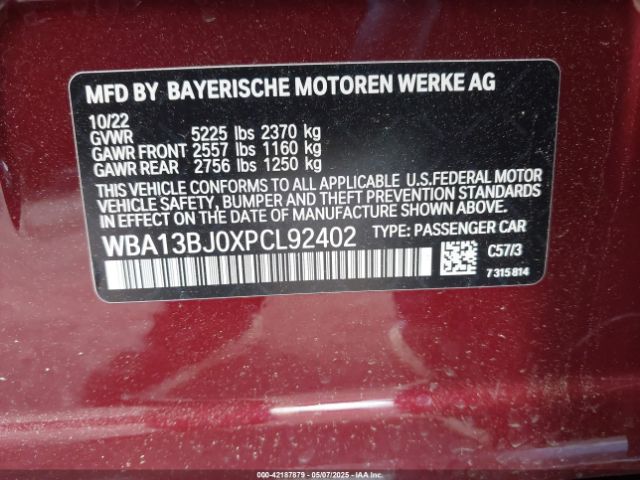 MFD BY BAYERISCHE MOTOREN WERKE AG
10/22
GVWR 5225 lbs 2370 kg
GAWR FRONT 2557 lbs 1160 kg
GAWR REAR 2756 lbs 1250 kg
THIS VEHICLE CONFORMS TO ALL APPLICABLE U.S.FEDERAL MOTOR
VEHICLE SAFETY, BUMPER AND THEFT PREVENTION STANDARDS
IN EFFECT ON THE DATE OF MANUFACTURE SHOWN ABOVE.
WBA13BJ0XPCL92402 TYPE: PASSENGER CAR
C57/3
7 315 814
000-42187879 - 05/07/2025 - IAA Inc.